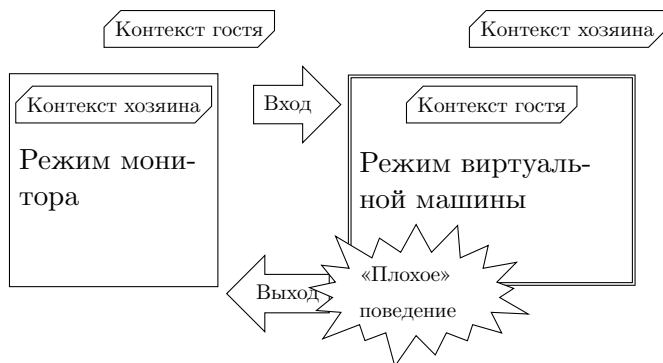 Контекст гостя
Контекст хозяина
Контекст хозяина
Вход
Контекст гостя
Режим мони-
тора
Режим виртуаль-
ной машины
Выход
«Плохое»
поведение